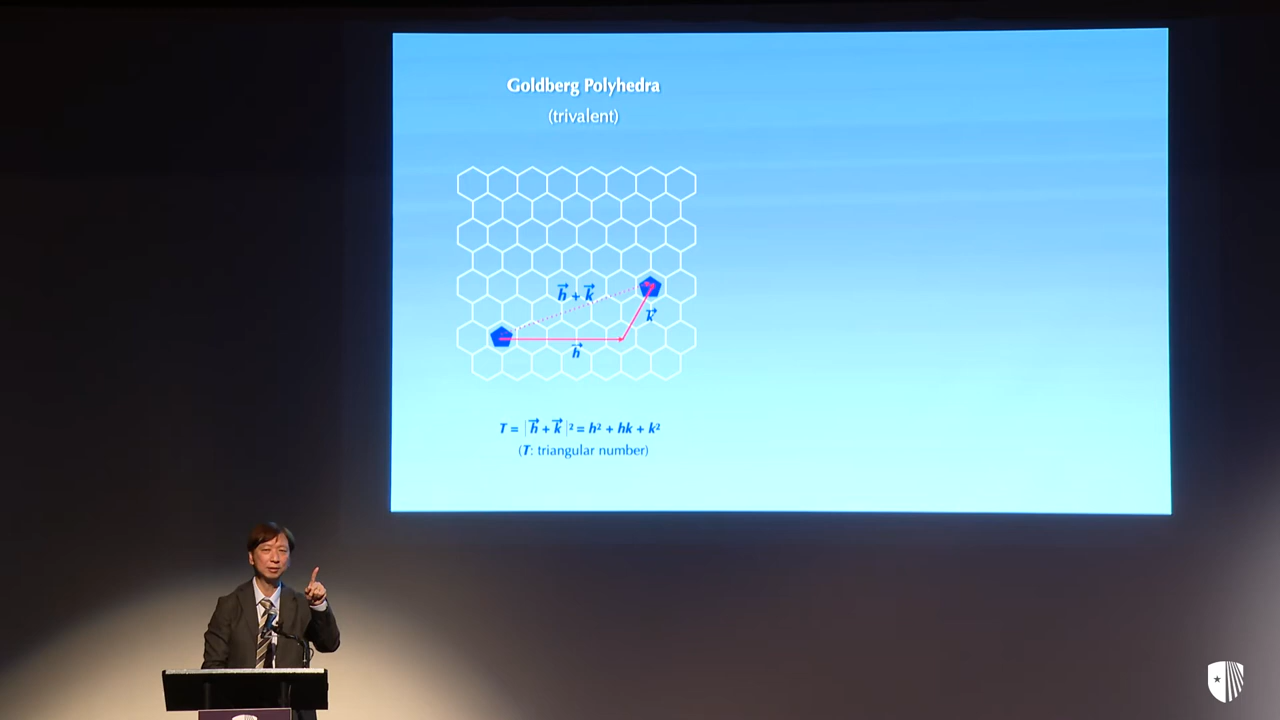 Goldberg Polyhedra
(trivalent)
h⃗ + k⃗
k⃗
h⃗
T = |h⃗ + k⃗|² = h² + hk + k²
(T: triangular number)